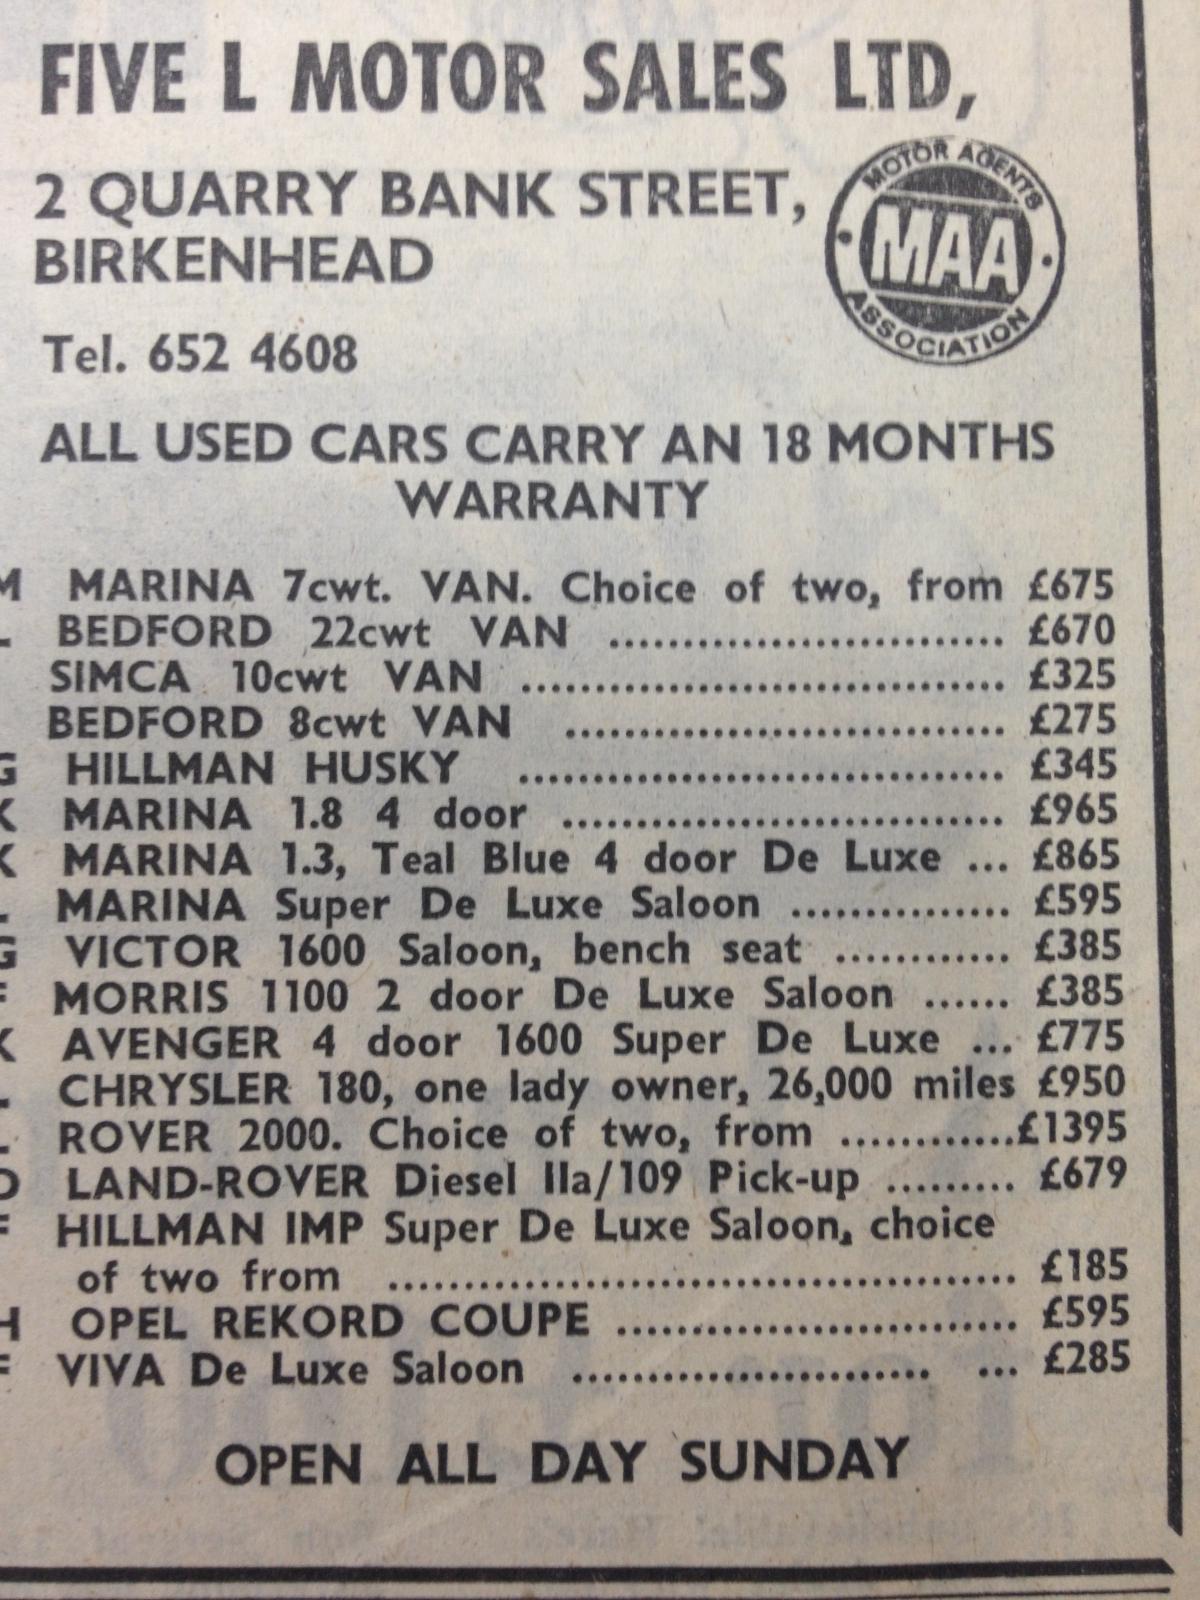 FIVE L MOTOR SALES LTD,
2 QUARRY BANK STREET,
BIRKENHEAD
MOTOR AGENTS
MAA
ASSOCIATION
Tel. 652 4608
ALL USED CARS CARRY AN 18 MONTHS
WARRANTY
M MARINA 7cwt. VAN. Choice of two, from £675
L BEDFORD 22cwt VAN ........................... £670
SIMCA 10cwt VAN ................................. £325
BEDFORD 8cwt VAN .............................. £275
G HILLMAN HUSKY ................................. £345
K MARINA 1.8 4 door .............................. £965
K MARINA 1.3, Teal Blue 4 door De Luxe ... £865
L MARINA Super De Luxe Saloon ............... £595
G VICTOR 1600 Saloon, bench seat ............ £385
F MORRIS 1100 2 door De Luxe Saloon ...... £385
K AVENGER 4 door 1600 Super De Luxe ... £775
L CHRYSLER 180, one lady owner, 26,000 miles £950
L ROVER 2000. Choice of two, from ............£1395
D LAND-ROVER Diesel IIa/109 Pick-up ......... £679
F HILLMAN IMP Super De Luxe Saloon, choice
of two from .......................................... £185
H OPEL REKORD COUPE ........................... £595
F VIVA De Luxe Saloon ........................ ... £285
OPEN ALL DAY SUNDAY